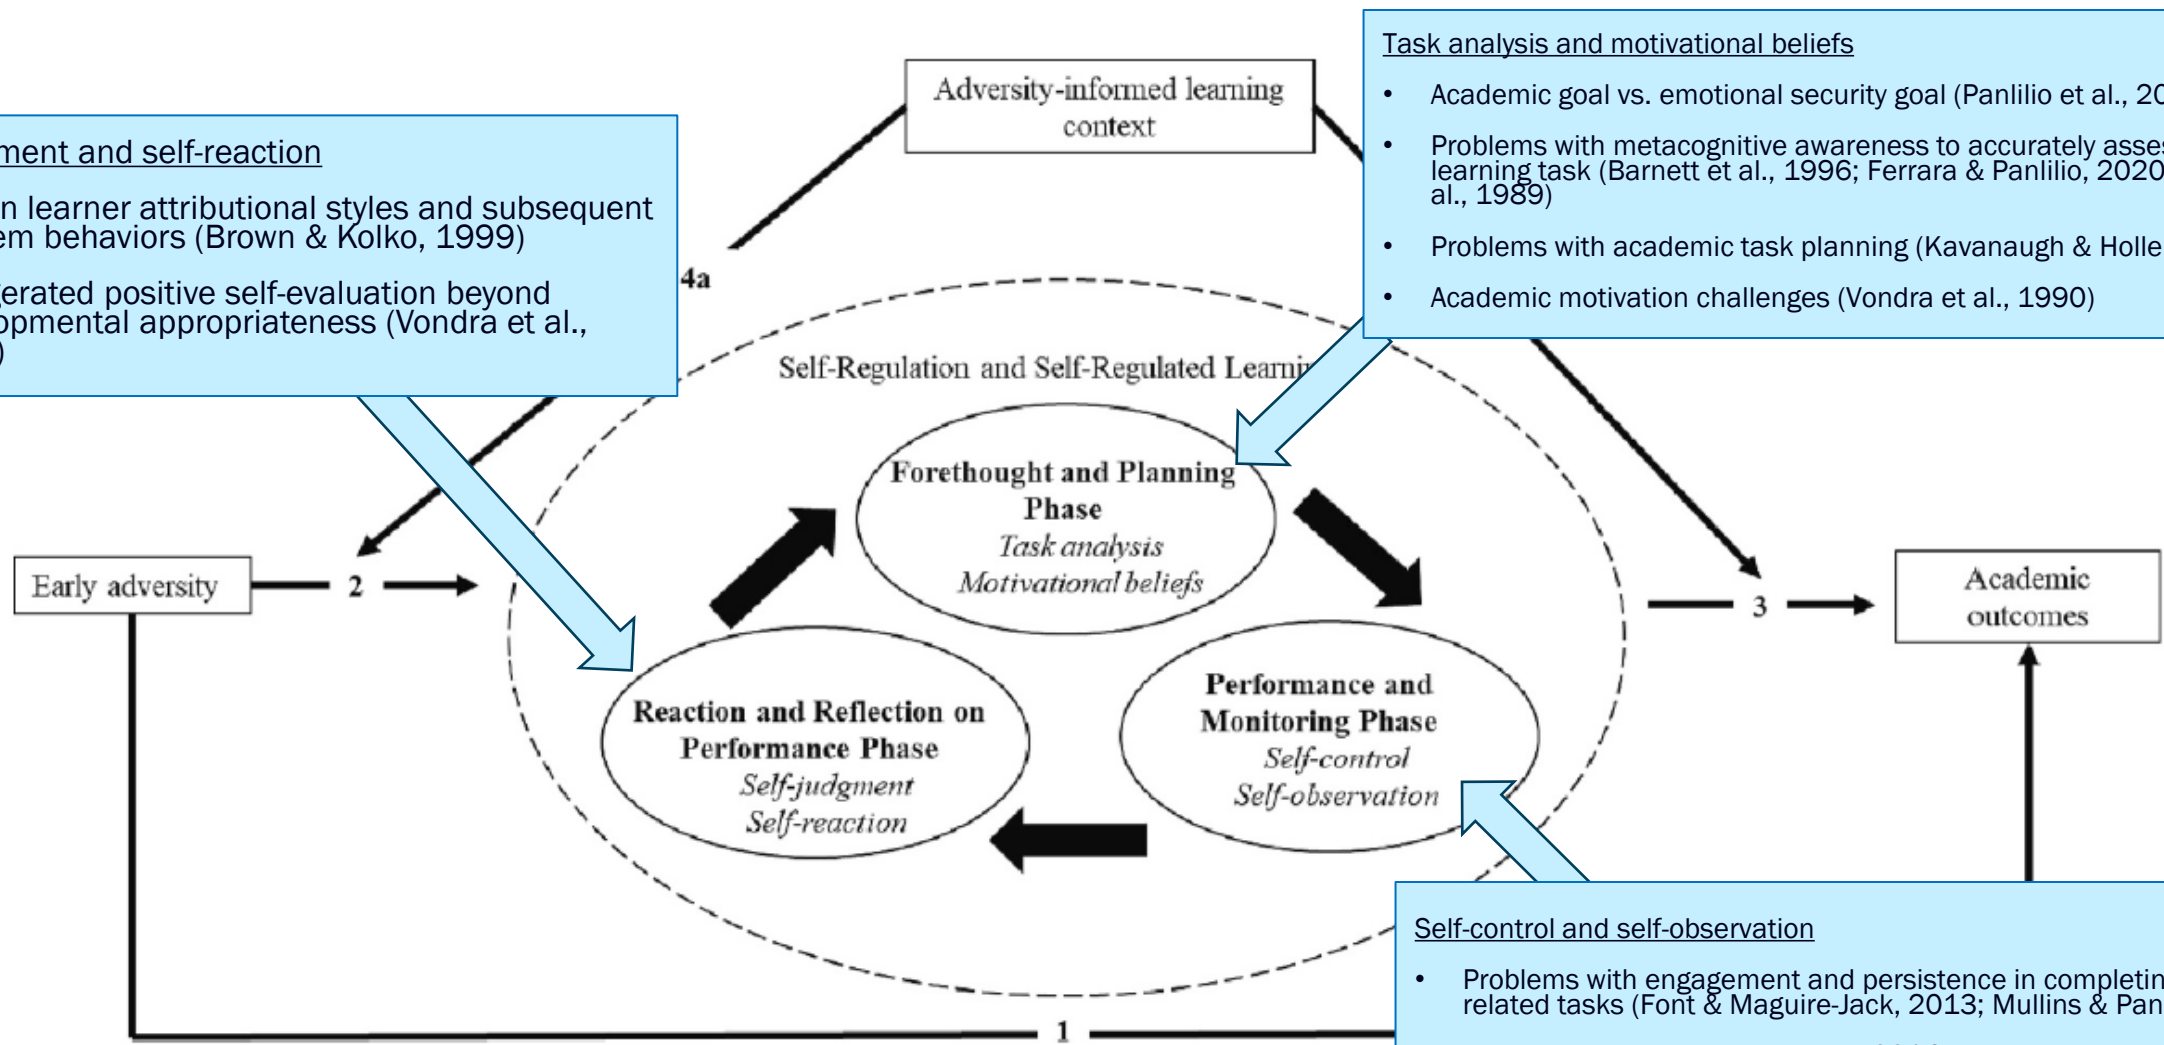 Adversity-informed learning
context
Task analysis and motivational beliefs
• Academic goal vs. emotional security goal (Panlilio et al., 20
• Problems with metacognitive awareness to accurately asses
learning task (Barnett et al., 1996; Ferrara & Panlilio, 2020
al., 1989)
• Problems with academic task planning (Kavanaugh & Holle
• Academic motivation challenges (Vondra et al., 1990)
ment and self-reaction
n learner attributional styles and subsequent
em behaviors (Brown & Kolko, 1999)
gerated positive self-evaluation beyond
opmental appropriateness (Vondra et al.,
)
4a
Self-Regulation and Self-Regulated Learnin
Forethought and Planning
Phase
Task analysis
Motivational beliefs
Early adversity
2
3
Academic
outcomes
Reaction and Reflection on
Performance Phase
Self-judgment
Self-reaction
Performance and
Monitoring Phase
Self-control
Self-observation
Self-control and self-observation
• Problems with engagement and persistence in completin
related tasks (Font & Maguire-Jack, 2013; Mullins & Pan
1